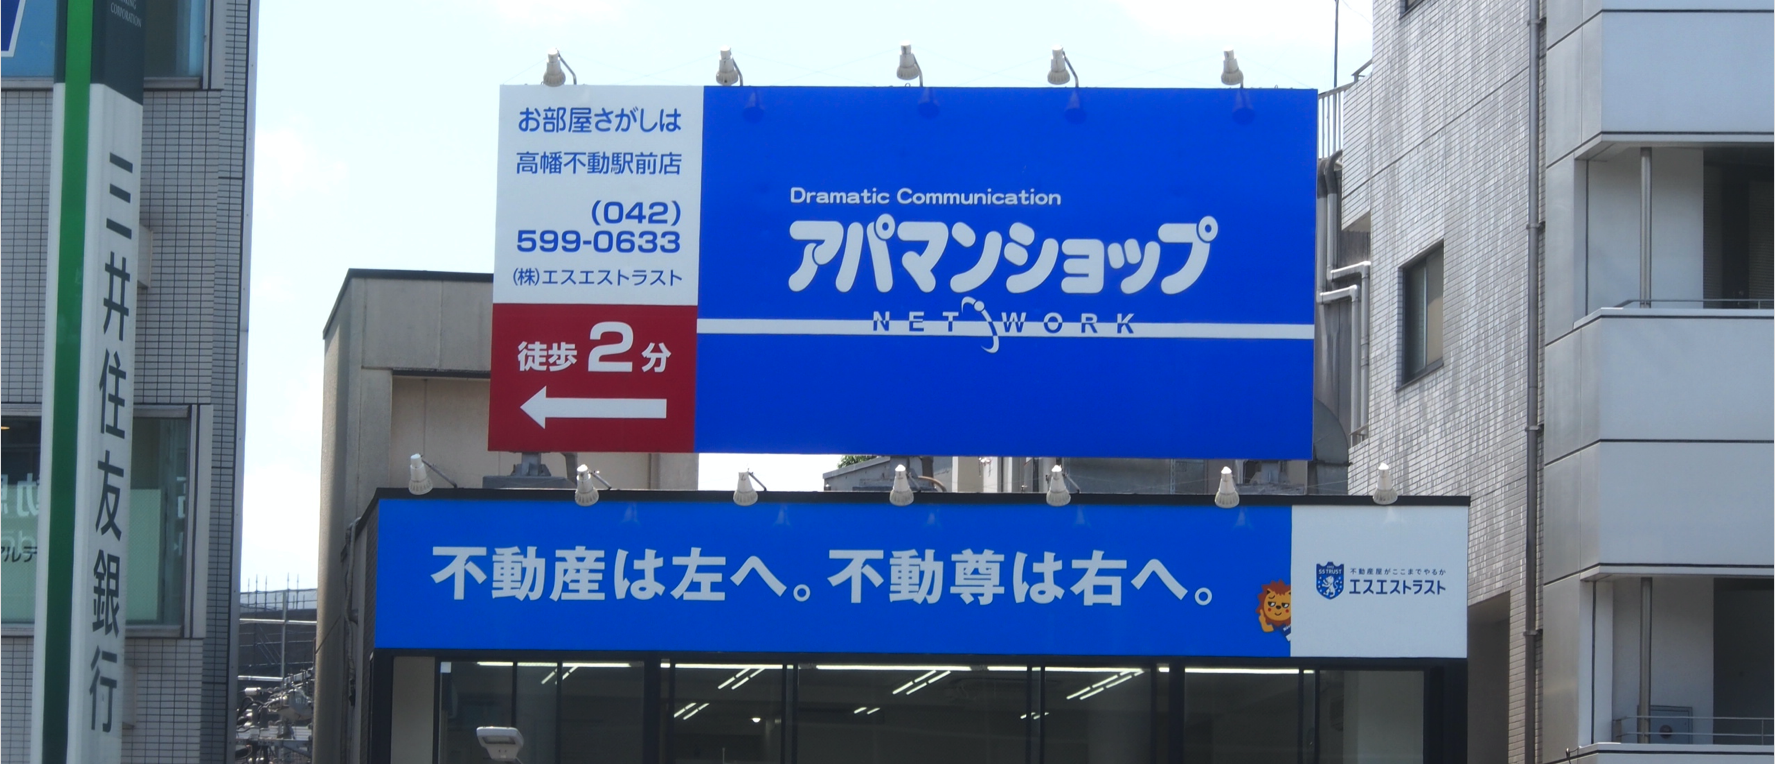 三井住友銀行
お部屋さがしは
高幡不動駅前店
(042)
599-0633
(株)エスエストラスト
徒歩2分
Dramatic Communication
アパマンショップ
NETWORK
不動産は左へ。不動尊は右へ。
SS TRUST
不動産屋がここまでやるか
エスエストラスト